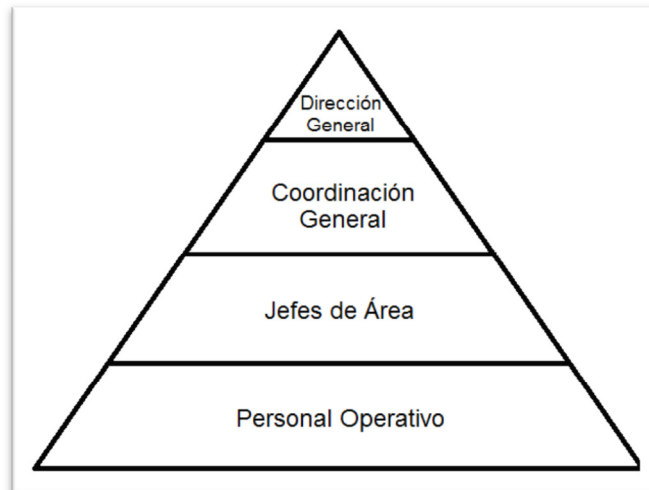 Dirección
General
Coordinación
General
Jefes de Área
Personal Operativo